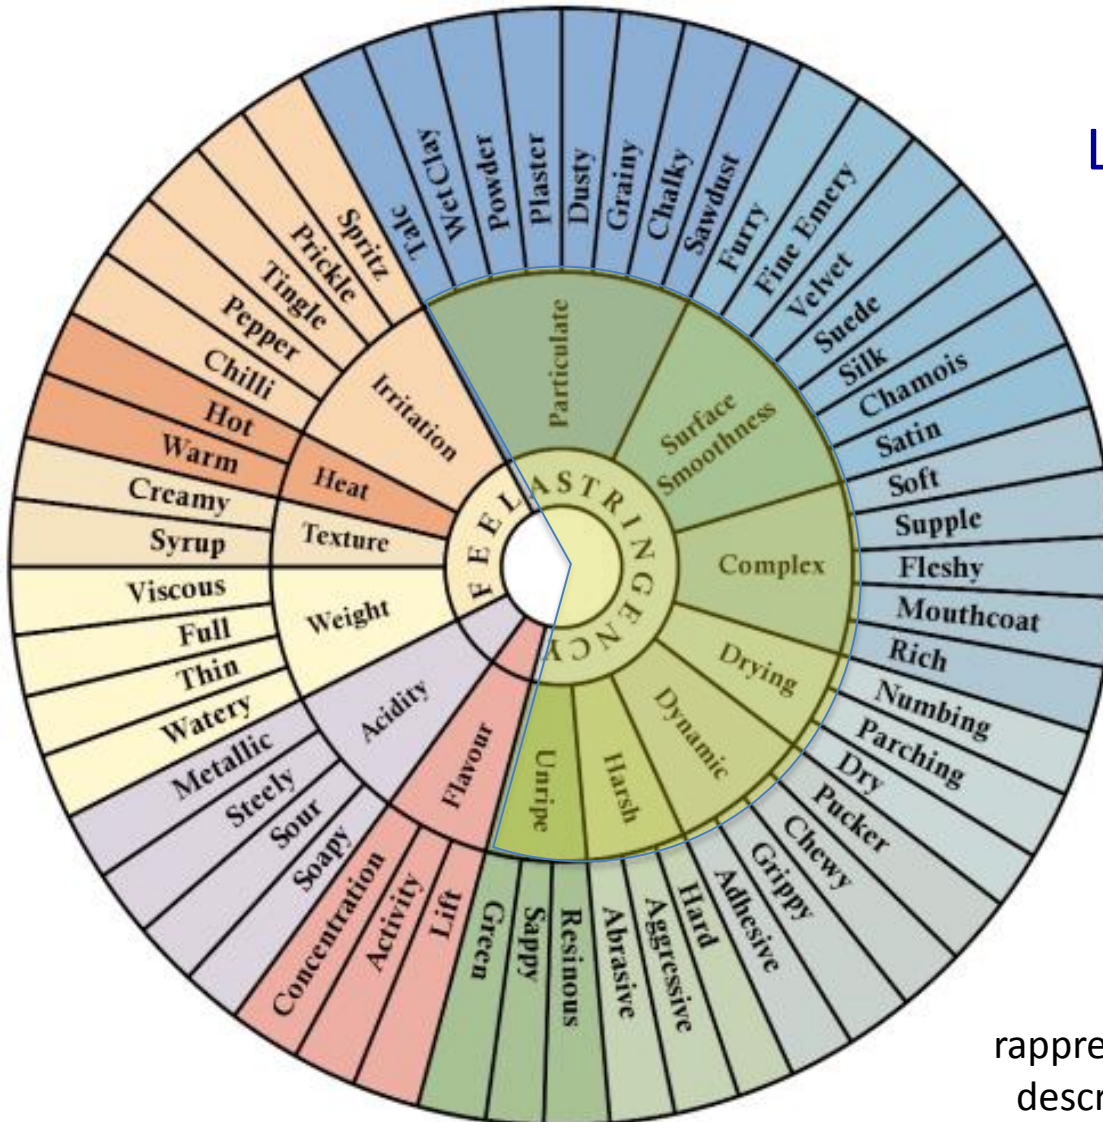 FEEL
ASTRINGENCY
Particulate
Surface
Smoothness
Complex
Drying
Dynamic
Harsh
Unripe
Flavour
Acidity
Weight
Texture
Heat
Irritation
Talc
Wet Clay
Powder
Plaster
Dusty
Grainy
Chalky
Sawdust
Furry
Fine Emery
Velvet
Suede
Silk
Chamois
Satin
Soft
Supple
Fleshy
Mouthcoat
Rich
Numbing
Parching
Dry
Pucker
Chewy
Grippy
Adhesive
Hard
Aggressive
Abrasive
Resinous
Sappy
Green
Lift
Activity
Concentration
Soapy
Sour
Steely
Metallic
Watery
Thin
Full
Viscous
Syrup
Creamy
Warm
Hot
Chilli
Pepper
Tingle
Prickle
Spritz
L
rappre
descr